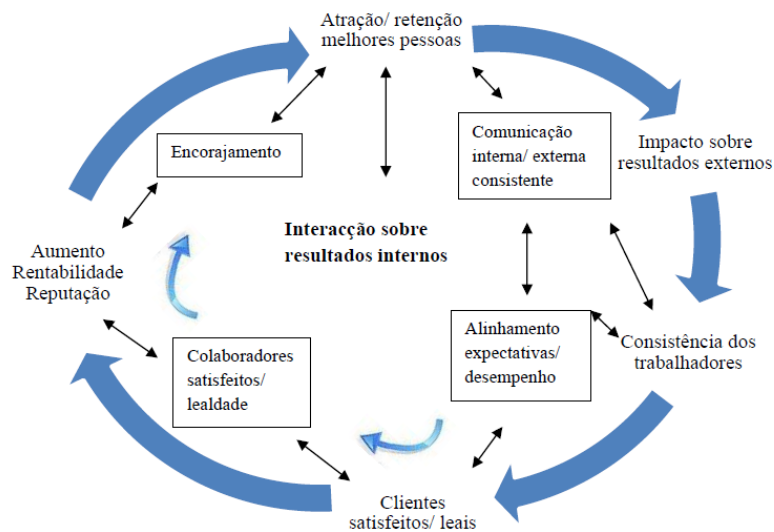 Atração/ retenção
melhores pessoas
Encorajamento
Comunicação
interna/ externa
consistente
Impacto sobre
resultados externos
Interacção sobre
resultados internos
Aumento
Rentabilidade
Reputação
Colaboradores
satisfeitos/
lealdade
Alinhamento
expectativas/
desempenho
Consistência dos
trabalhadores
Clientes
satisfeitos/ leais